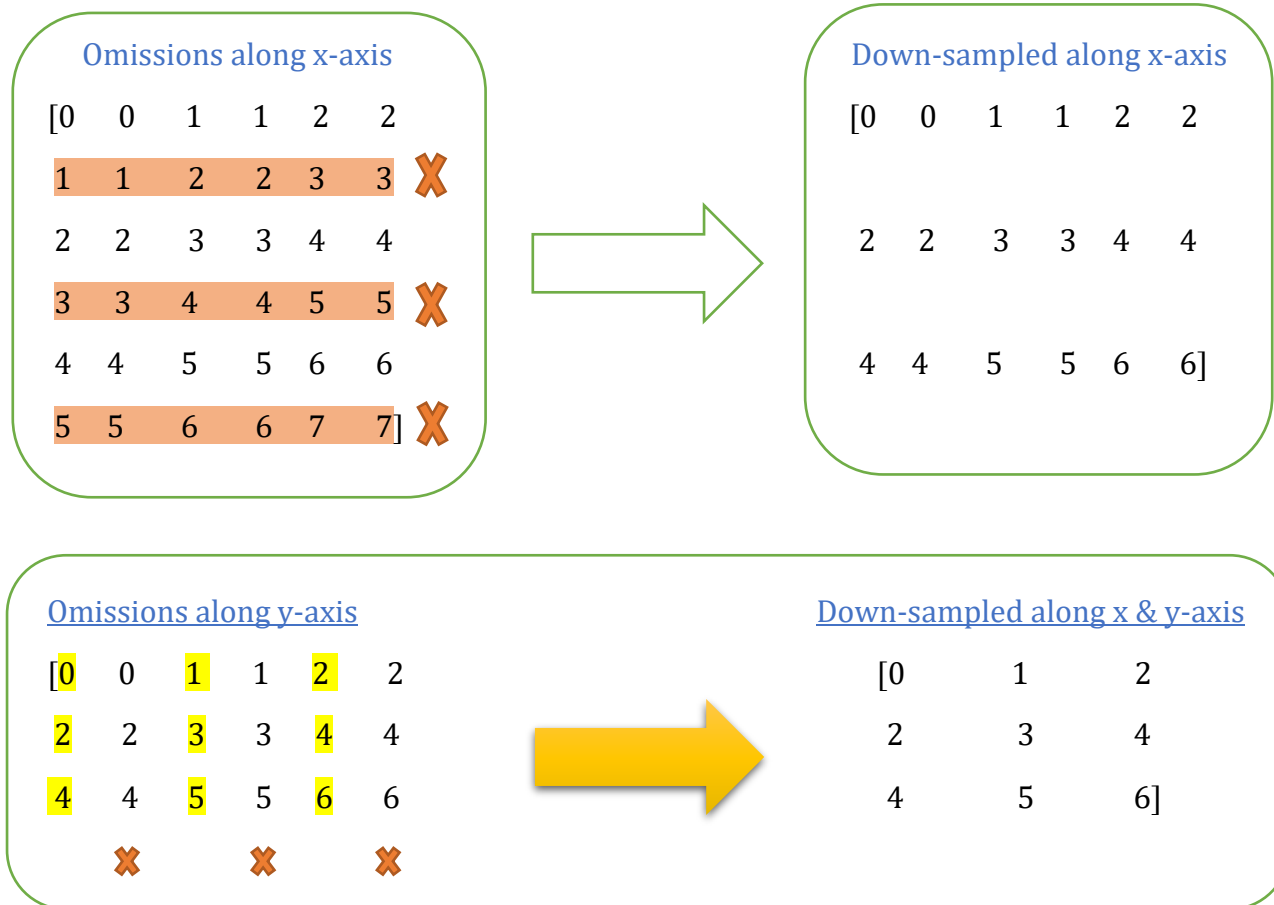 Omissions along x-axis
[0 0 1 1 2 2
1 1 2 2 3 3
2 2 3 3 4 4
3 3 4 4 5 5
4 4 5 5 6 6
5 5 6 6 7 7]
Down-sampled along x-axis
[0 0 1 1 2 2
2 2 3 3 4 4
4 4 5 5 6 6]
Omissions along y-axis
[0 0 1 1 2 2
2 2 3 3 4 4
4 4 5 5 6 6
Down-sampled along x & y-axis
[0 1 2
2 3 4
4 5 6]